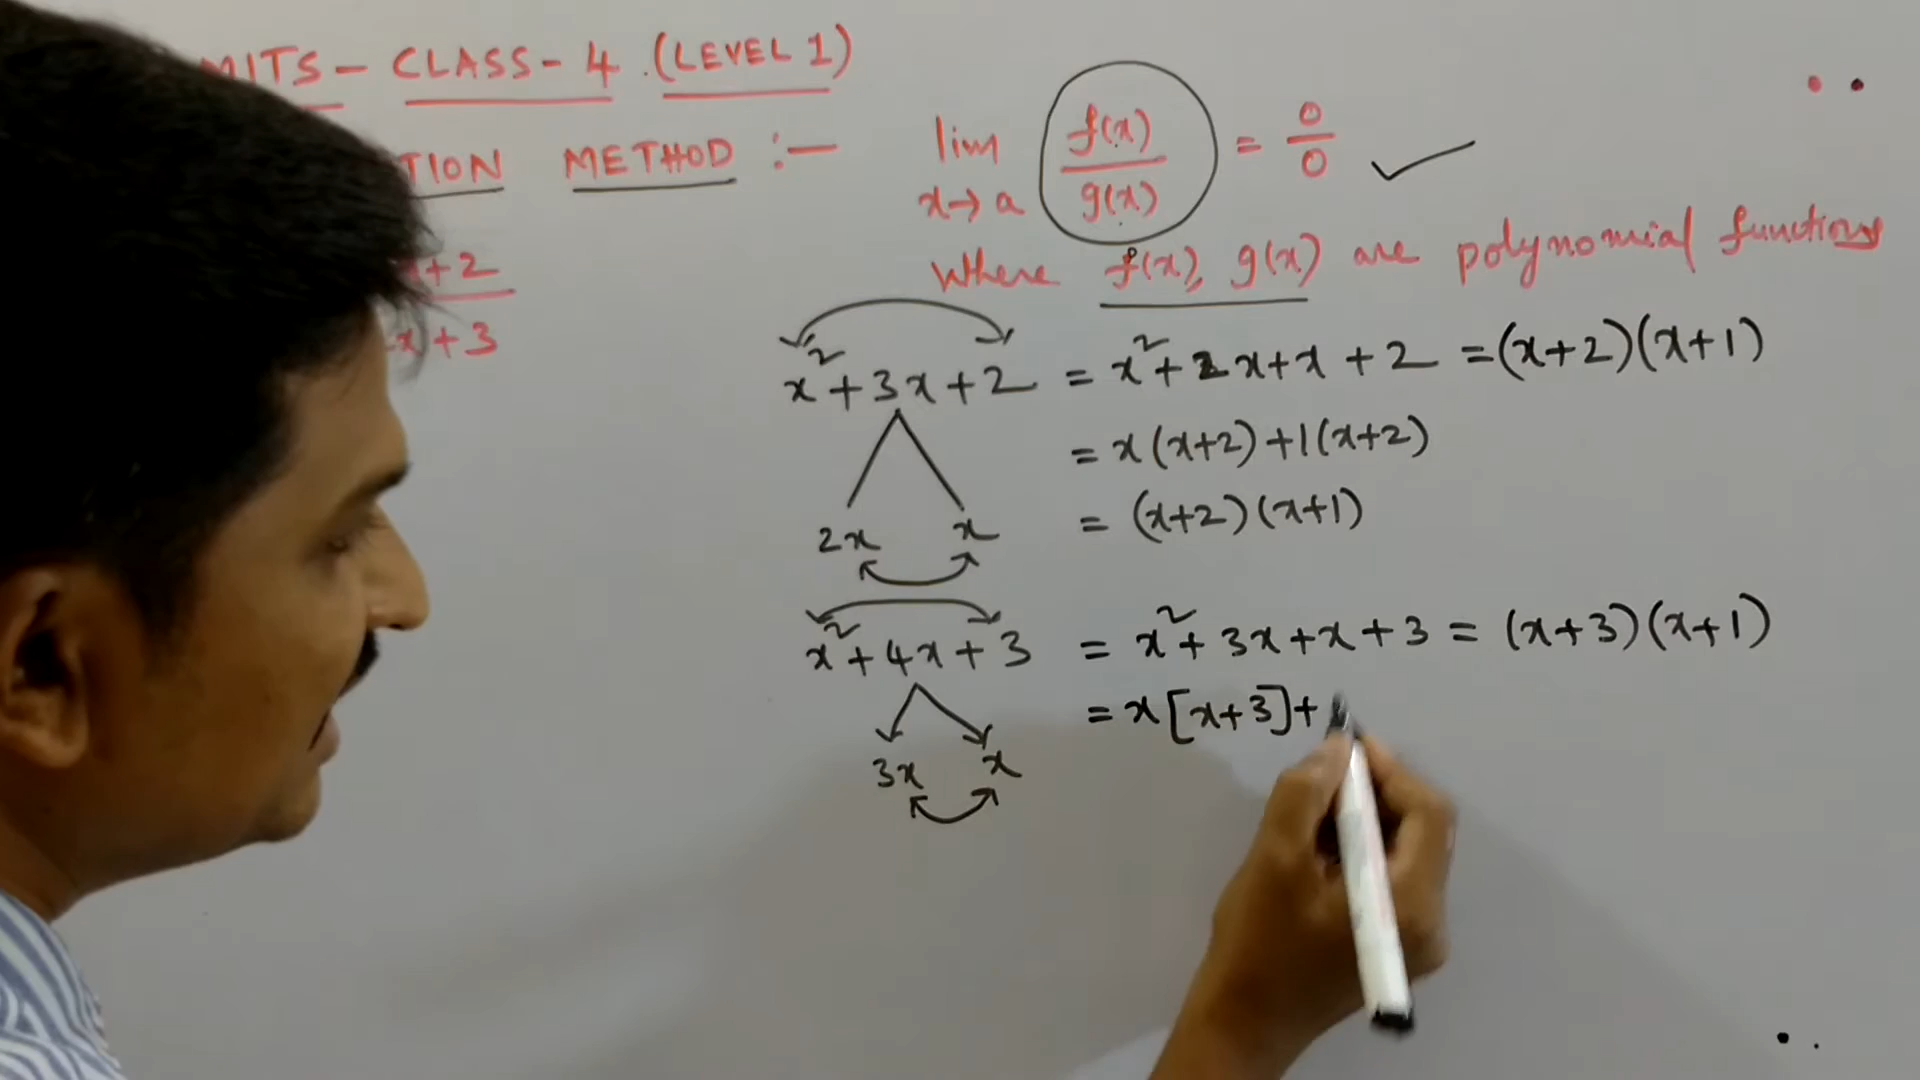 MITS - CLASS - 4 . (LEVEL 1)
TION METHOD :-
lim x→a f(x)/g(x) = 0/0 ✓
where f(x), g(x) are polynomial functions
x+2
x)+3
x²+3x+2 = x²+2x+x+2 = (x+2)(x+1)
= x(x+2)+1(x+2)
2x x = (x+2)(x+1)
x²+4x+3 = x²+3x+x+3 = (x+3)(x+1)
= x[x+3]+
3x x